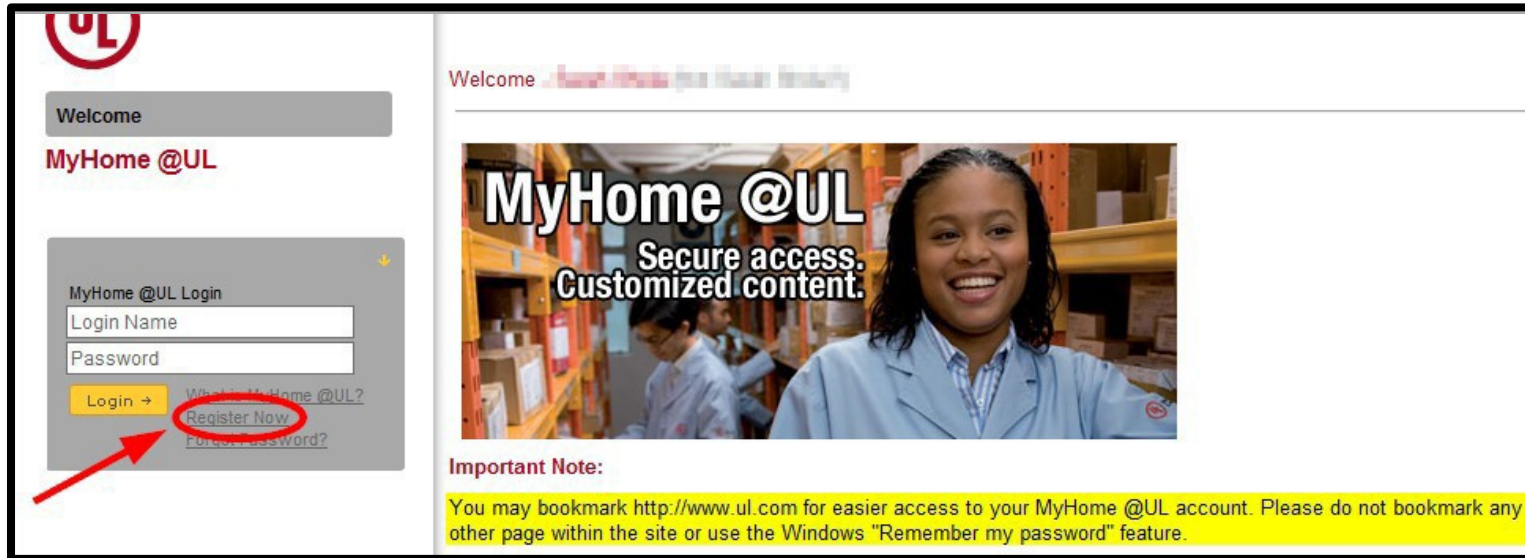 UL
Welcome
MyHome @UL
MyHome @UL Login
Login Name
Password
Login →
What is MyHome @UL?
Register Now
Forgot Password?
Welcome
MyHome @UL
Secure access.
Customized content.
Important Note:
You may bookmark http://www.ul.com for easier access to your MyHome @UL account. Please do not bookmark any
other page within the site or use the Windows "Remember my password" feature.